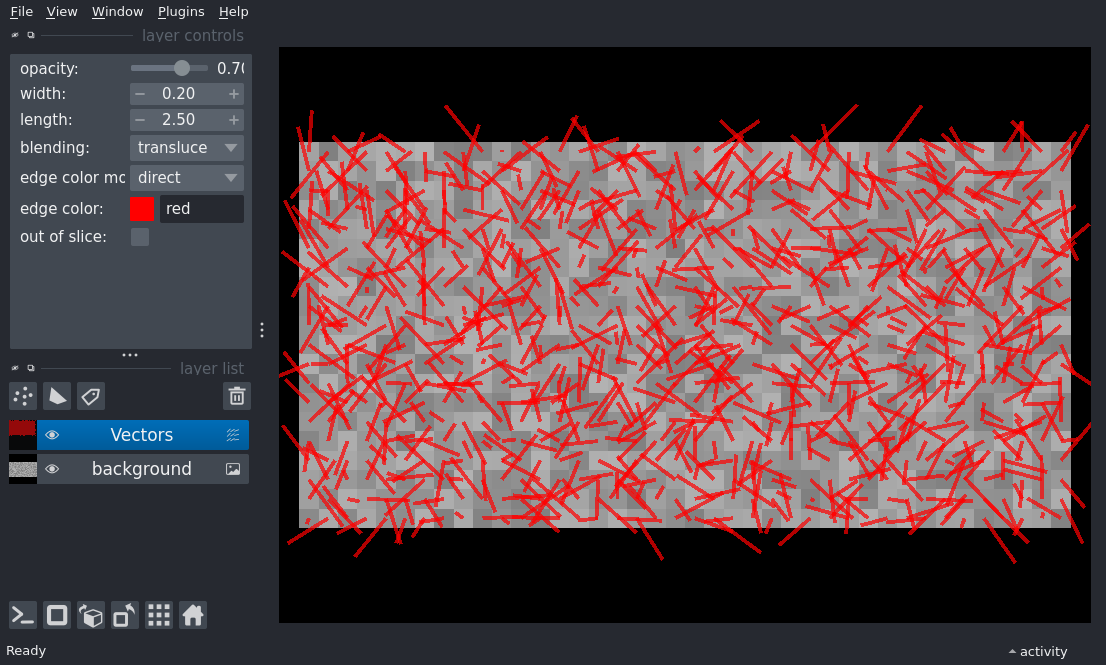 File View Window Plugins Help
layer controls
opacity: 0.70
width: 0.20
length: 2.50
blending: transluce
edge color mo direct
edge color: red
out of slice:
layer list
Vectors
background
Ready
activity